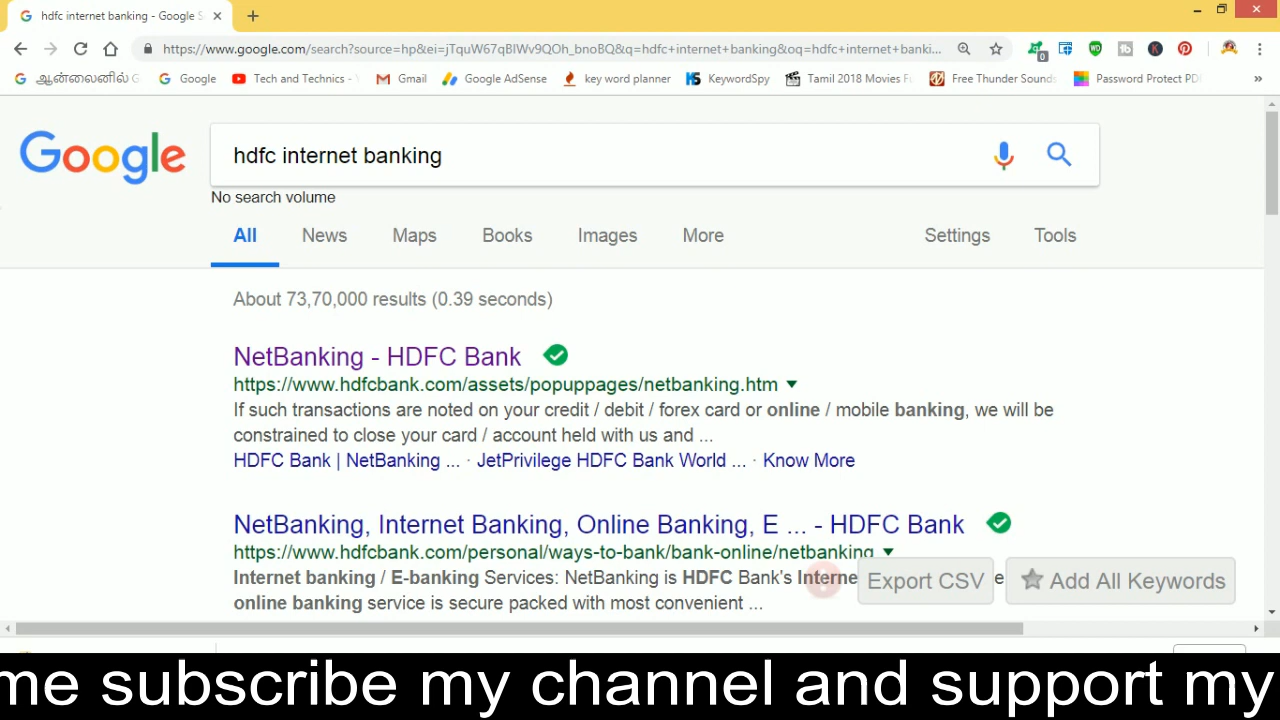 hdfc internet banking - Google S
https://www.google.com/search?source=hp&ei=jTquW67qBIWv9QOh_bnoBQ&q=hdfc+internet+banking&oq=hdfc+internet+banki...
ஆன்லைனில் G Google Tech and Technics - Gmail Google AdSense key word planner KeywordSpy Tamil 2018 Movies Fu Free Thunder Sounds Password Protect PDF »
Google hdfc internet banking
No search volume
All News Maps Books Images More Settings Tools
About 73,70,000 results (0.39 seconds)
NetBanking - HDFC Bank
https://www.hdfcbank.com/assets/popuppages/netbanking.htm
If such transactions are noted on your credit / debit / forex card or online / mobile banking, we will be
constrained to close your card / account held with us and ...
HDFC Bank | NetBanking ... · JetPrivilege HDFC Bank World ... · Know More
NetBanking, Internet Banking, Online Banking, E ... - HDFC Bank
https://www.hdfcbank.com/personal/ways-to-bank/bank-online/netbanking
Internet banking / E-banking Services: NetBanking is HDFC Bank's Interne
Export CSV Add All Keywords
online banking service is secure packed with most convenient ...
me subscribe my channel and support my